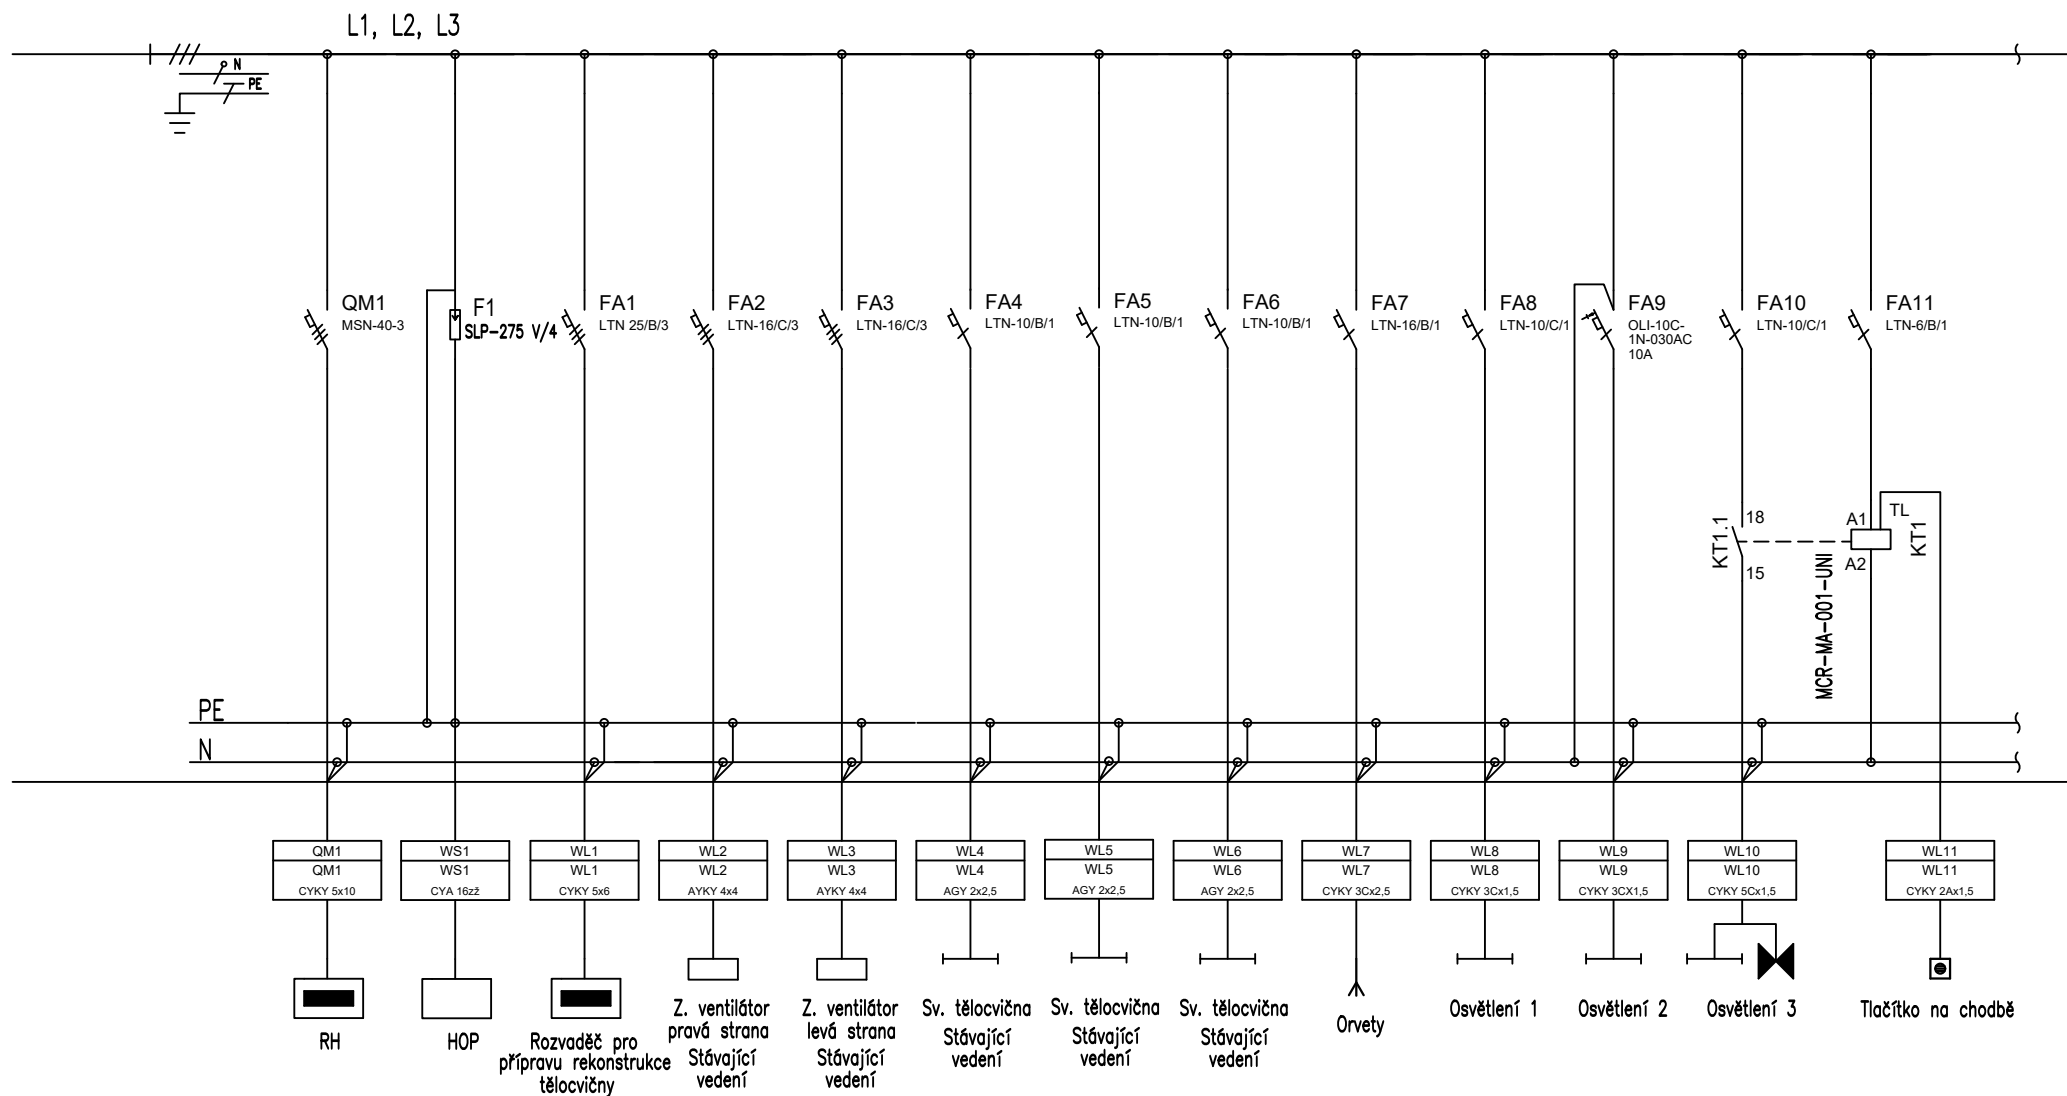 L1, L2, L3
N
PE
QM1
MSN-40-3
F1
SLP-275 V/4
FA1
LTN 25/B/3
FA2
LTN-16/C/3
FA3
LTN-16/C/3
FA4
LTN-10/B/1
FA5
LTN-10/B/1
FA6
LTN-10/B/1
FA7
LTN-16/B/1
FA8
LTN-10/C/1
FA9
OLI-10C-
1N-030AC
10A
FA10
LTN-10/C/1
FA11
LTN-6/B/1
KT1.1
18
15
MCR-MA-001-UNI
A1
A2
TL
KT1
PE
N
QM1
QM1
CYKY 5x10
RH
WS1
WS1
CYA 16zž
HOP
WL1
WL1
CYKY 5x6
Rozvaděč pro
přípravu rekonstrukce
tělocvičny
WL2
WL2
AYKY 4x4
Z. ventilátor
pravá strana
Stávající
vedení
WL3
WL3
AYKY 4x4
Z. ventilátor
levá strana
Stávající
vedení
WL4
WL4
AGY 2x2,5
Sv. tělocvična
Stávající
vedení
WL5
WL5
AGY 2x2,5
Sv. tělocvična
Stávající
vedení
WL6
WL6
AGY 2x2,5
Sv. tělocvična
Stávající
vedení
WL7
WL7
CYKY 3Cx2,5
Orvety
WL8
WL8
CYKY 3Cx1,5
Osvětlení 1
WL9
WL9
CYKY 3CX1,5
Osvětlení 2
WL10
WL10
CYKY 5Cx1,5
Osvětlení 3
WL11
WL11
CYKY 2Ax1,5
Tlačítko na chodbě